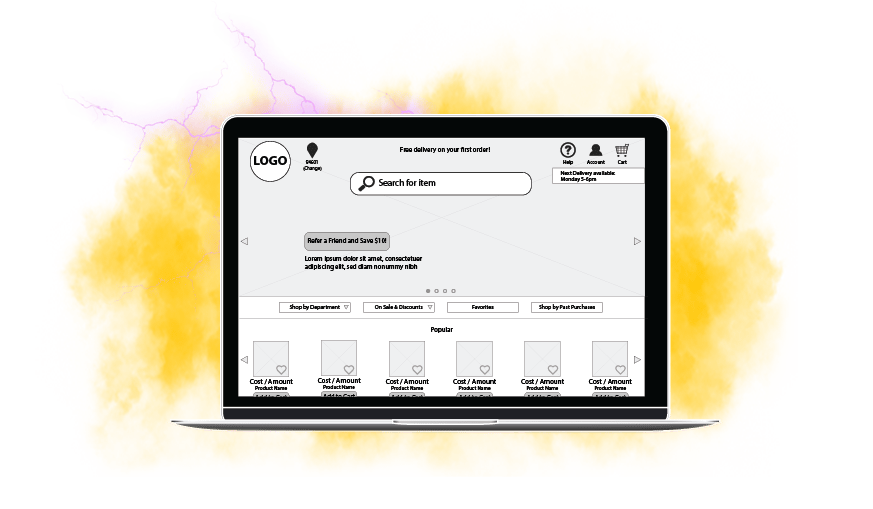 LOGO
94601
(Change)
Free delivery on your first order!
Help
Account
Cart
Next Delivery available:
Monday 5-6pm
Search for item
Refer a Friend and Save $10!
Lorem ipsum dolor sit amet, consectetuer
adipiscing elit, sed diam nonummy nibh
Shop by Department
On Sale & Discounts
Favorites
Shop by Past Purchases
Popular
Cost / Amount
Product Name
Add to Cart
Cost / Amount
Product Name
Add to Cart
Cost / Amount
Product Name
Add to Cart
Cost / Amount
Product Name
Add to Cart
Cost / Amount
Product Name
Add to Cart
Cost / Amount
Product Name
Add to Cart